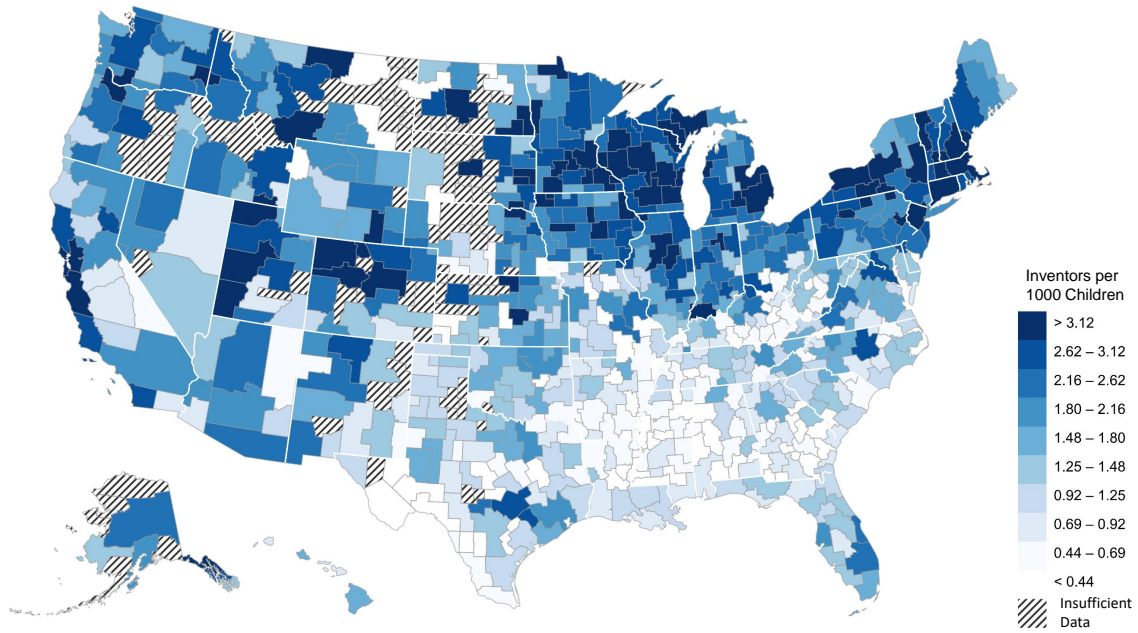 Inventors per
1000 Children
> 3.12
2.62 – 3.12
2.16 – 2.62
1.80 – 2.16
1.48 – 1.80
1.25 – 1.48
0.92 – 1.25
0.69 – 0.92
0.44 – 0.69
< 0.44
Insufficient
Data